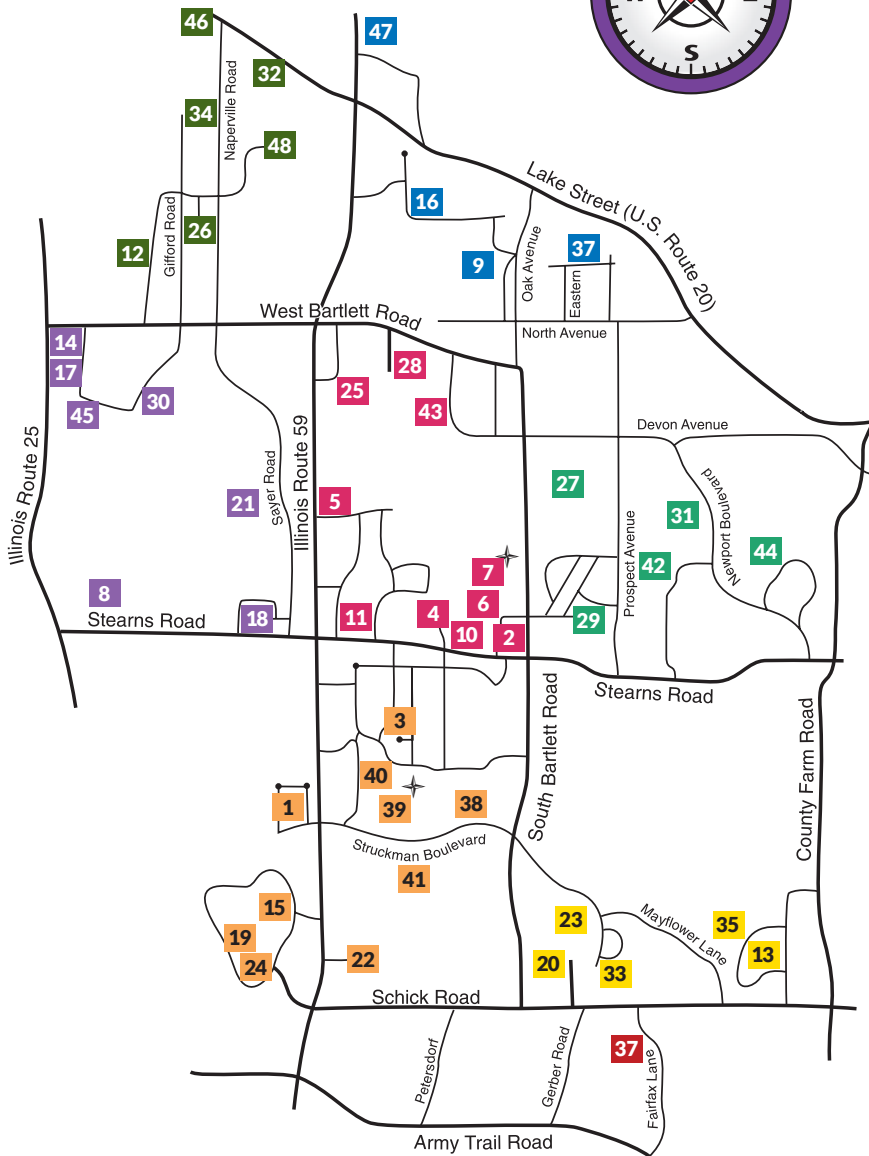 46
47
S
32
Naperville Road
34
48
Lake Street (U.S. Route 20)
16
Gifford Road
26
12
9
Oak Avenue
37
Eastern
West Bartlett Road
North Avenue
14
17
28
25
30
45
43
Devon Avenue
Illinois Route 25
Illinois Route 59
Sayer Road
21
5
27
31
Newport Boulevard
Prospect Avenue
42
44
7
8
6
Stearns Road
18
11
4
10
2
29
Stearns Road
South Bartlett Road
County Farm Road
3
40
39
38
1
Struckman Boulevard
41
15
19
24
22
23
Mayflower Lane
35
13
20
33
Schick Road
Petersdorf
Gerber Road
37
Fairfax Lane
Army Trail Road